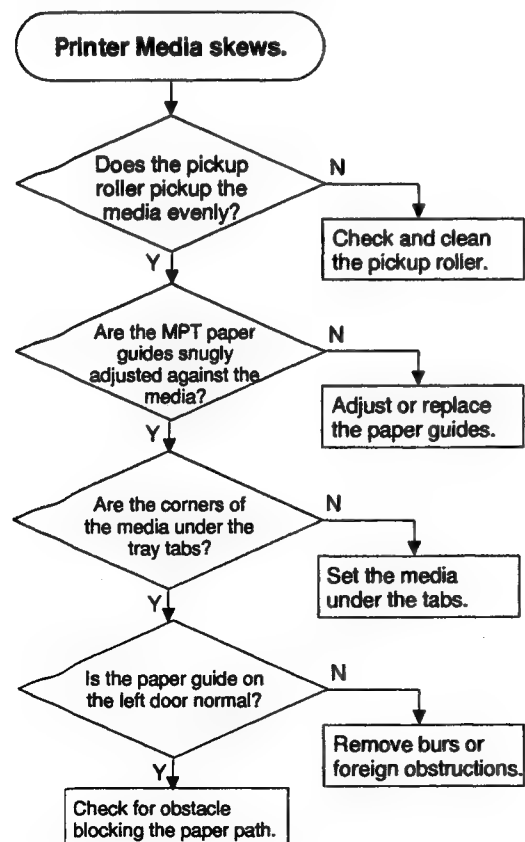 Printer Media skews.
Does the pickup
roller pickup the
media evenly?
N
Check and clean
the pickup roller.
Y
Are the MPT paper
guides snugly
adjusted against the
media?
N
Adjust or replace
the paper guides.
Y
Are the corners of
the media under the
tray tabs?
N
Set the media
under the tabs.
Y
Is the paper guide on
the left door normal?
N
Remove burs or
foreign obstructions.
Y
Check for obstacle
blocking the paper path.